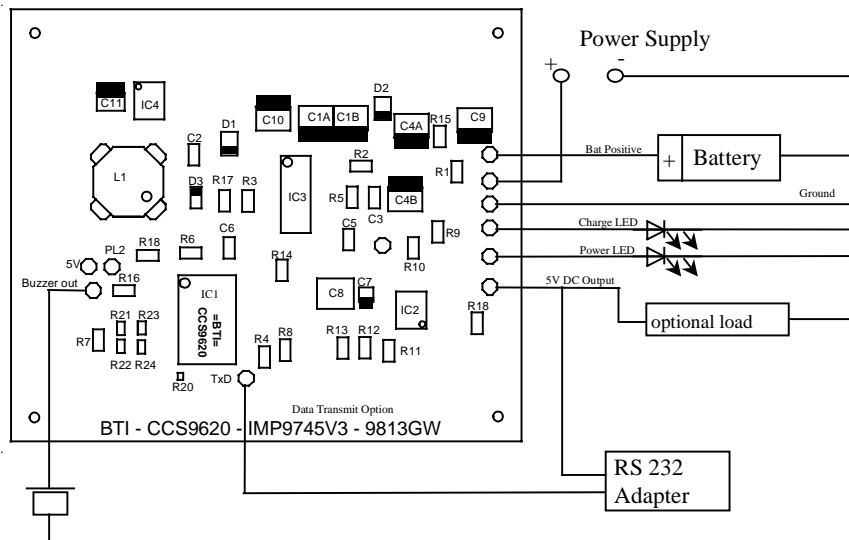 Power Supply
+
-
C11
IC4
C2
D1
C10
C1A
C1B
D2
C4A
R15
C9
L1
D3
R17
R3
IC3
R2
R5
C3
C4B
R1
R9
Bat Positive
+ Battery
Ground
Charge LED
Power LED
5V DC Output
optional load
5V
PL2
R18
R6
C6
R14
C5
R10
Buzzer out
R16
IC1
=BTI=
CCS9620
C8
C7
IC2
R18
R7
R21
R23
R22
R24
R20
TxD
R4
R8
R13
R12
R11
Data Transmit Option
BTI - CCS9620 - IMP9745V3 - 9813GW
RS 232
Adapter